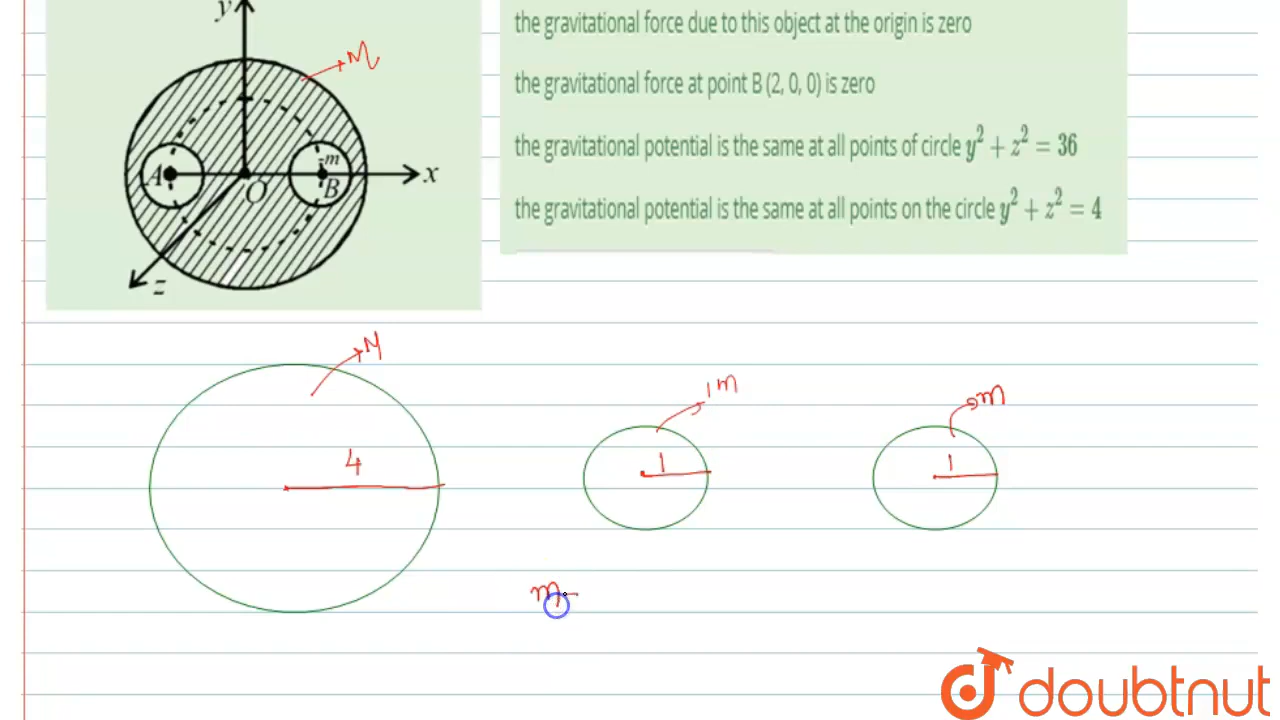 y
M
the gravitational force due to this object at the origin is zero
the gravitational force at point B (2, 0, 0) is zero
the gravitational potential is the same at all points of circle y² + z² = 36
the gravitational potential is the same at all points on the circle y² + z² = 4
A O -m B x
z
M
4
1m
1
m
1
m
doubtnut